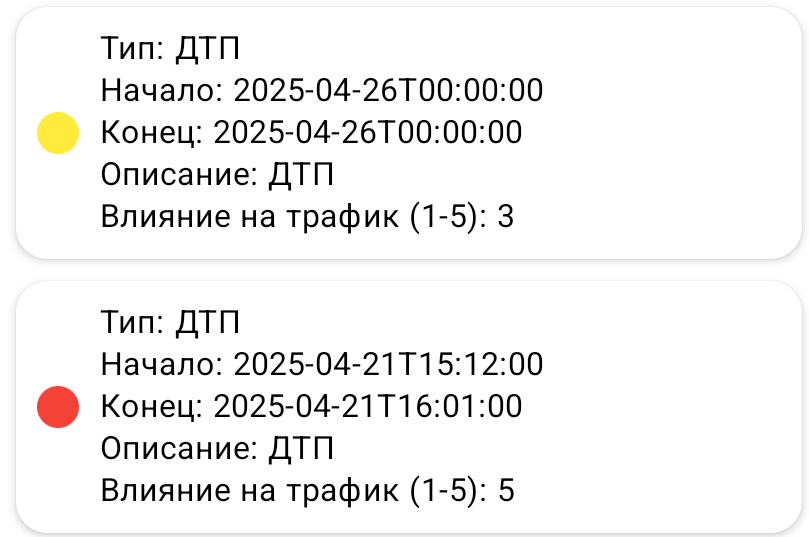 Тип: ДТП
Начало: 2025-04-26T00:00:00
Конец: 2025-04-26T00:00:00
Описание: ДТП
Влияние на трафик (1-5): 3
Тип: ДТП
Начало: 2025-04-21T15:12:00
Конец: 2025-04-21T16:01:00
Описание: ДТП
Влияние на трафик (1-5): 5